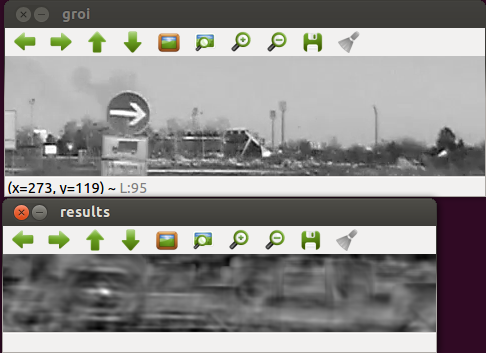 groi
(x=273, y=119) ~ L:95
results